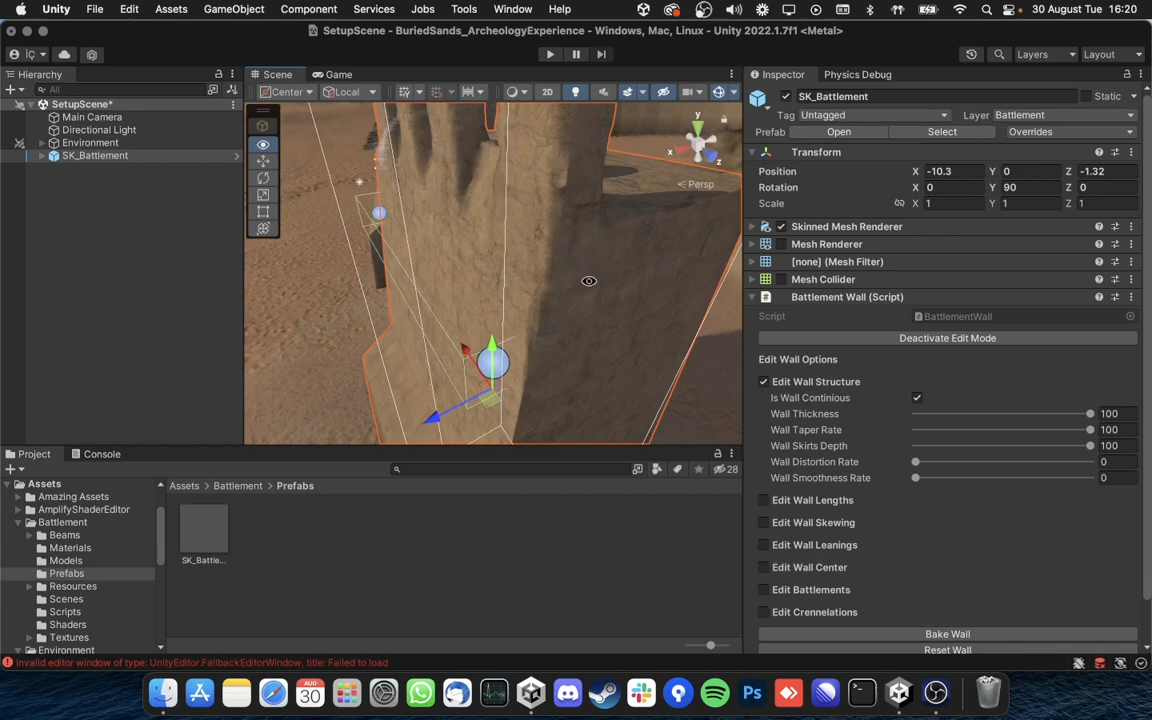 Unity File Edit Assets GameObject Component Services Jobs Tools Window Help 30 August Tue 16:20
SetupScene - BuriedSands_ArcheologyExperience - Windows, Mac, Linux - Unity 2022.1.7f1 <Metal>
İÇ Layers Layout
Hierarchy Scene Game Inspector Physics Debug
All Center Local 2D
SetupScene*
Main Camera
Directional Light
Environment
SK_Battlement
y
x
z
Persp
SK_Battlement Static
Tag Untagged Layer Battlement
Prefab Open Select Overrides
Transform
Position X -10.3 Y 0 Z -1.32
Rotation X 0 Y 90 Z 0
Scale X 1 Y 1 Z 1
Skinned Mesh Renderer
Mesh Renderer
[none] (Mesh Filter)
Mesh Collider
Battlement Wall (Script)
Script BattlementWall
Deactivate Edit Mode
Edit Wall Options
Edit Wall Structure
Is Wall Continious
Wall Thickness 100
Wall Taper Rate 100
Wall Skirts Depth 100
Wall Distortion Rate 0
Wall Smoothness Rate 0
Edit Wall Lengths
Edit Wall Skewing
Edit Wall Leanings
Edit Wall Center
Edit Battlements
Edit Crennelations
Bake Wall
Reset Wall
Project Console
28
Assets
Amazing Assets
AmplifyShaderEditor
Battlement
Beams
Materials
Models
Prefabs
Resources
Scenes
Scripts
Shaders
Textures
Environment
Assets Battlement Prefabs
SK_Battle...
Invalid editor window of type: UnityEditor.FallbackEditorWindow, title: Failed to load
AUG
30
Ps